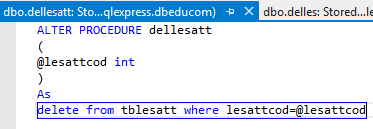 dbo.dellesatt: Sto...qlexpress.dbeducom) dbo.delles: Stored...le
ALTER PROCEDURE dellesatt
(
@lesattcod int
)
As
delete from tblesatt where lesattcod=@lesattcod